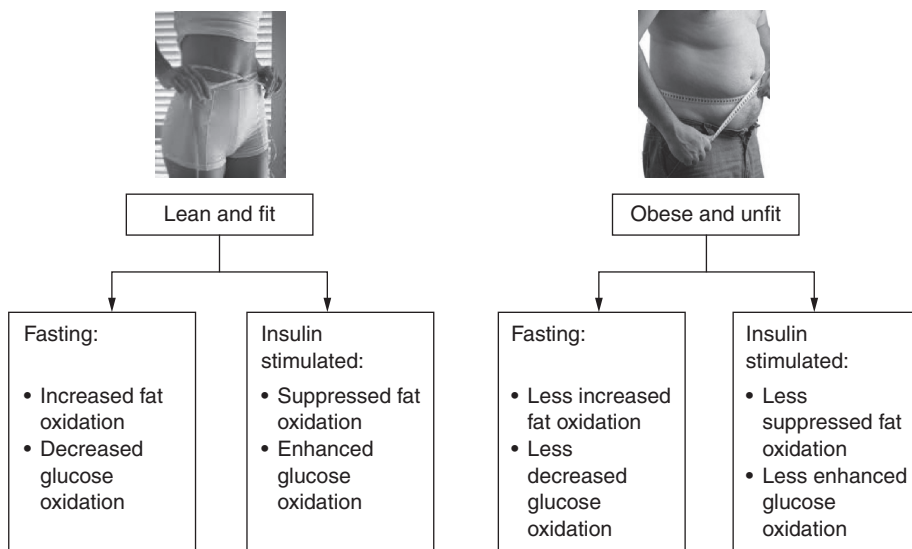 Lean and fit
Obese and unfit
Fasting:
• Increased fat
oxidation
• Decreased
glucose
oxidation
Insulin
stimulated:
• Suppressed fat
oxidation
• Enhanced
glucose
oxidation
Fasting:
• Less increased
fat oxidation
• Less
decreased
glucose
oxidation
Insulin
stimulated:
• Less
suppressed fat
oxidation
• Less enhanced
glucose
oxidation